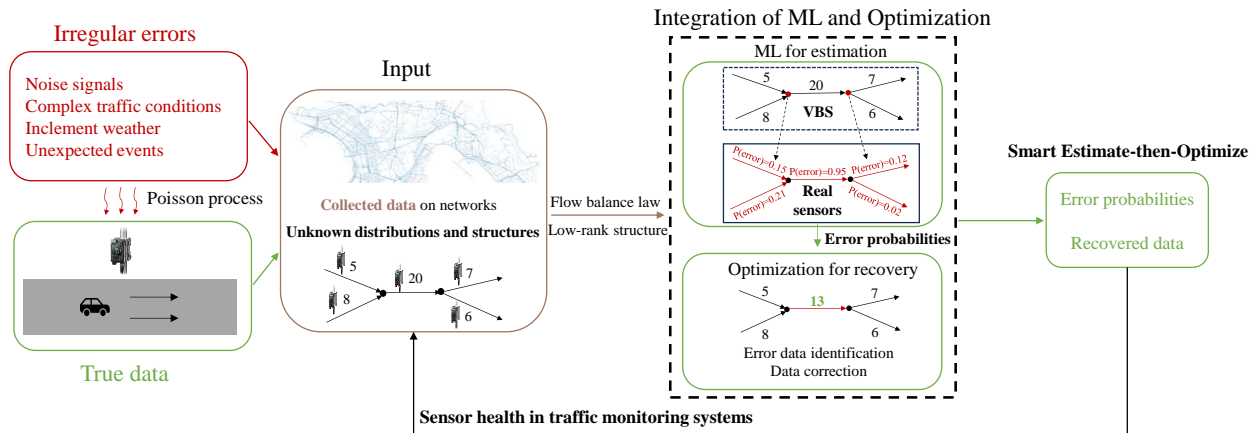 Irregular errors
Noise signals
Complex traffic conditions
Inclement weather
Unexpected events
Poisson process
True data
Input
Collected data on networks
Unknown distributions and structures
5
20
7
8
6
Flow balance law
Low-rank structure
Integration of ML and Optimization
ML for estimation
5
20
7
8
VBS
6
P(error)=0.15
P(error)=0.95
P(error)=0.12
P(error)=0.21
Real
sensors
P(error)=0.02
Error probabilities
Optimization for recovery
5
13
7
8
6
Error data identification
Data correction
Smart Estimate-then-Optimize
Error probabilities
Recovered data
Sensor health in traffic monitoring systems